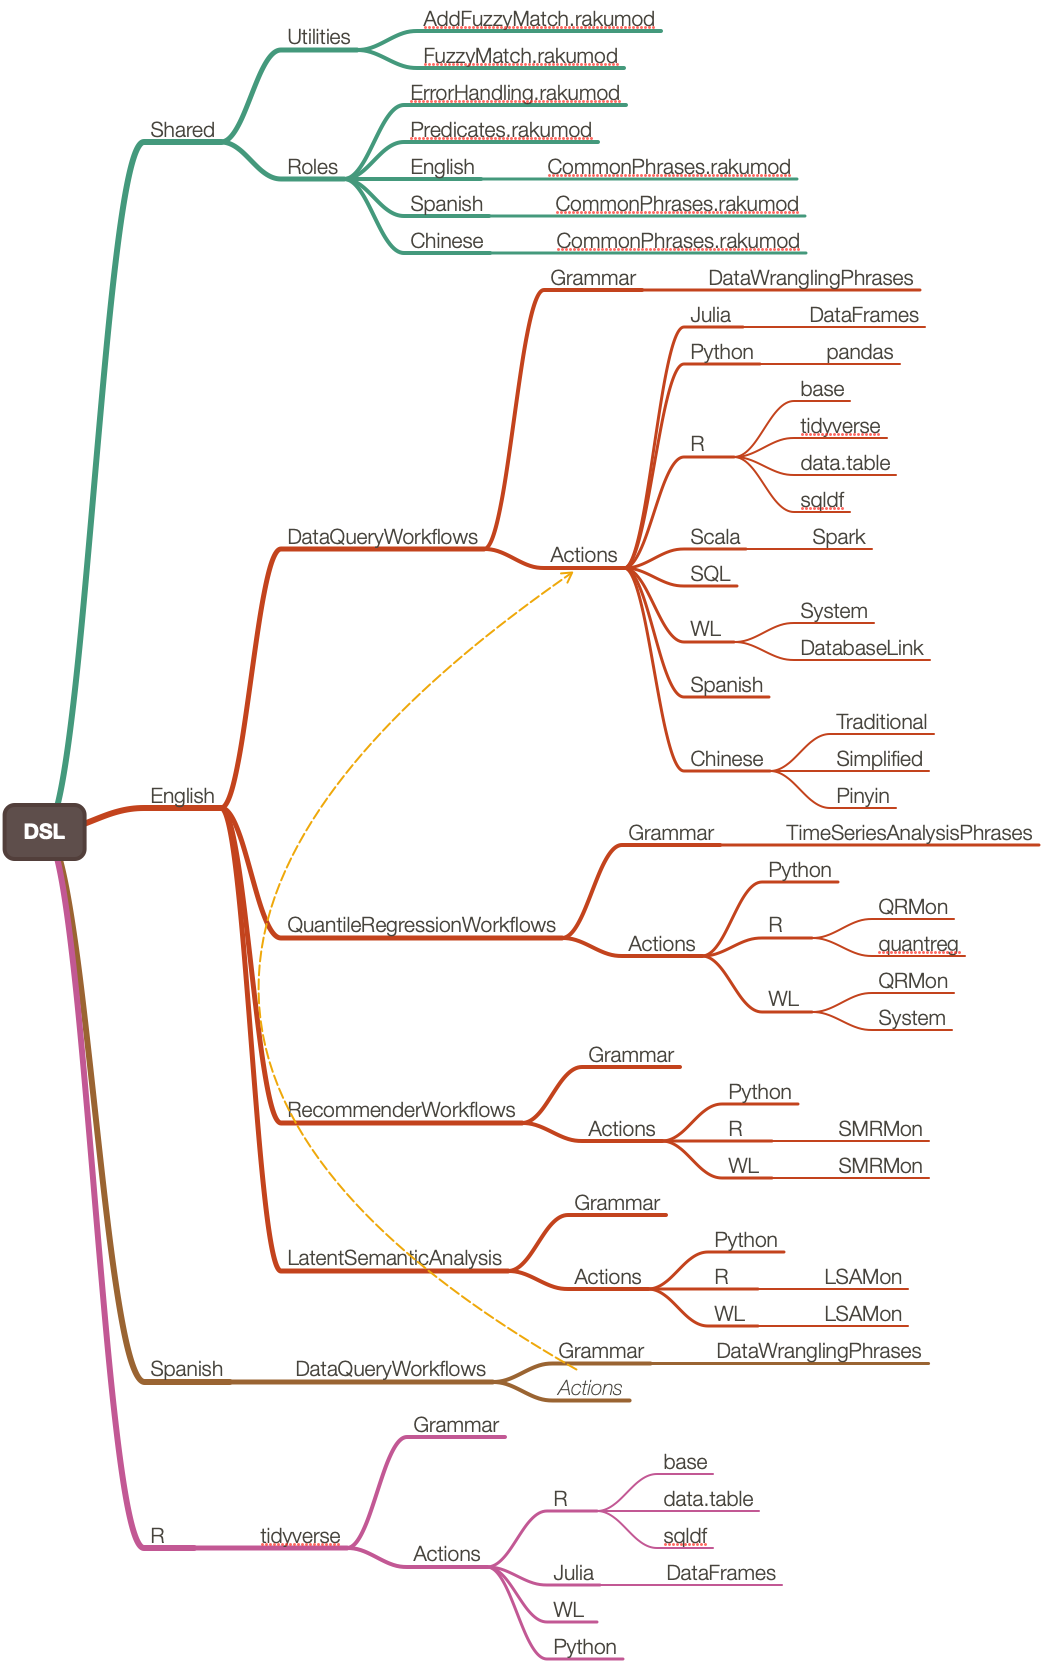 AddFuzzyMatch.rakumod
Utilities
FuzzyMatch.rakumod
ErrorHandling.rakumod
Shared
Predicates.rakumod
Roles
English CommonPhrases.rakumod
Spanish CommonPhrases.rakumod
Chinese CommonPhrases.rakumod
Grammar DataWranglingPhrases
Julia DataFrames
Python pandas
base
tidyverse
R
data.table
sqldf
DataQueryWorkflows
Scala Spark
Actions
SQL
System
WL
DatabaseLink
Spanish
Traditional
Chinese Simplified
Pinyin
English
DSL
Grammar TimeSeriesAnalysisPhrases
Python
QRMon
R
quantreg
QuantileRegressionWorkflows
Actions
QRMon
WL
System
Grammar
Python
RecommenderWorkflows
Actions
R SMRMon
WL SMRMon
Grammar
Python
LatentSemanticAnalysis
Actions
R LSAMon
WL LSAMon
Grammar DataWranglingPhrases
Spanish DataQueryWorkflows
Actions
Grammar
base
R
data.table
sqldf
R tidyverse
Actions
Julia DataFrames
WL
Python